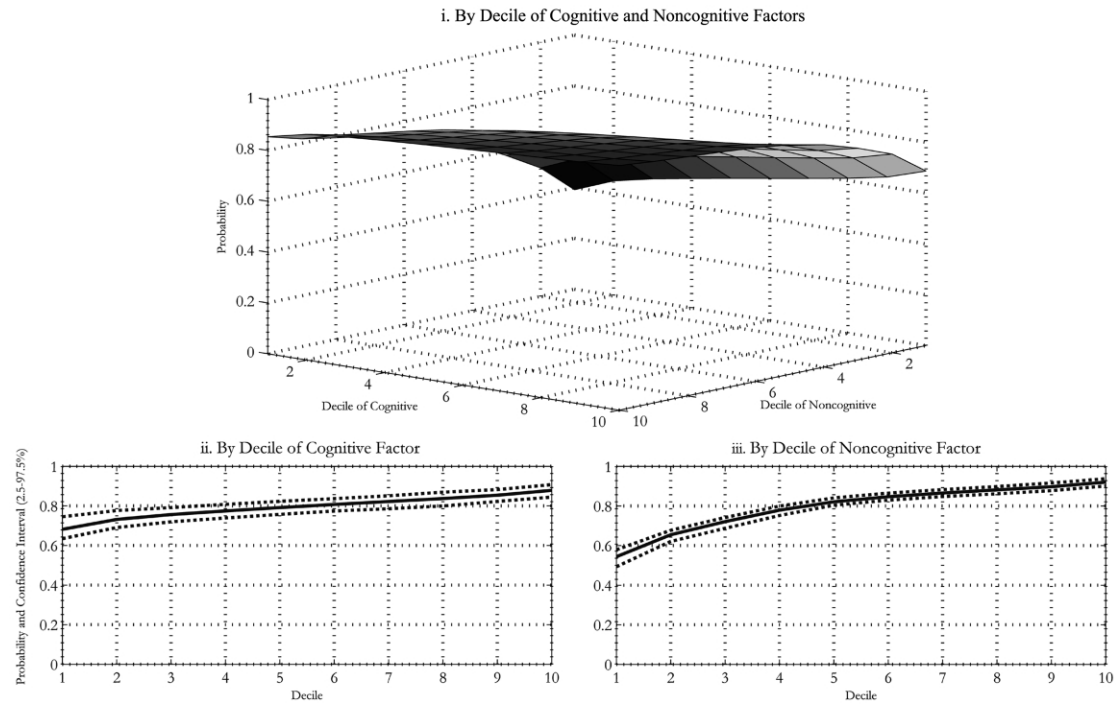 i. By Decile of Cognitive and Noncognitive Factors
1
0.8
0.6
0.4
0.2
0
Probability
2
4
6
8
10
Decile of Cognitive
10
8
6
4
2
Decile of Noncognitive
ii. By Decile of Cognitive Factor
Probability and Confidence Interval (2.5-97.5%)
1
0.8
0.6
0.4
0.2
0
1 2 3 4 5 6 7 8 9 10
Decile
iii. By Decile of Noncognitive Factor
1
0.8
0.6
0.4
0.2
0
1 2 3 4 5 6 7 8 9 10
Decile